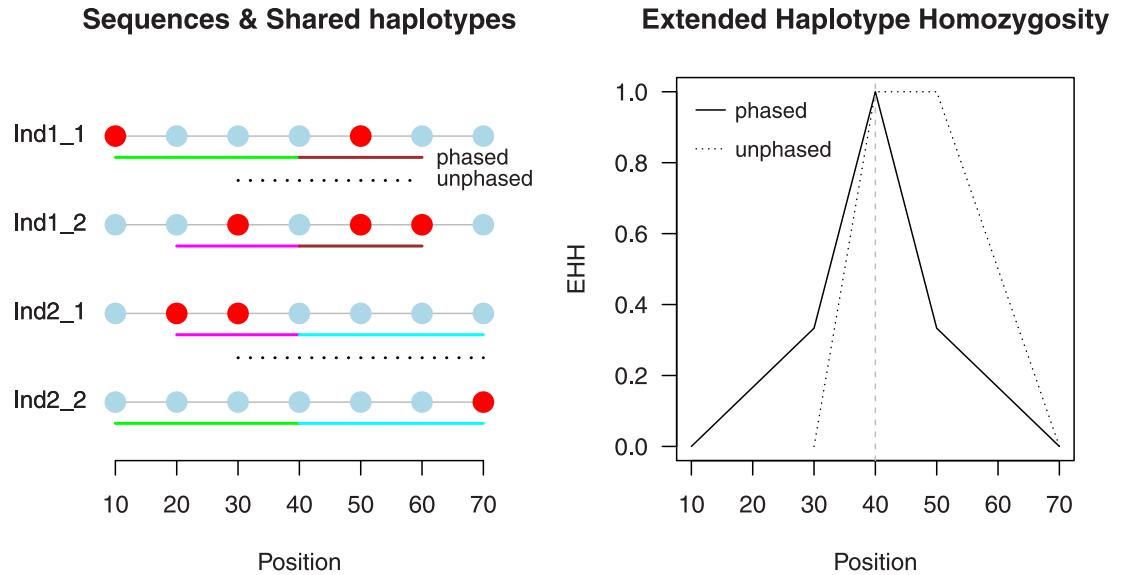 Sequences & Shared haplotypes
Ind1_1
phased
unphased
Ind1_2
Ind2_1
Ind2_2
10 20 30 40 50 60 70
Position
Extended Haplotype Homozygosity
1.0
0.8
0.6
0.4
0.2
0.0
EHH
phased
unphased
10 20 30 40 50 60 70
Position